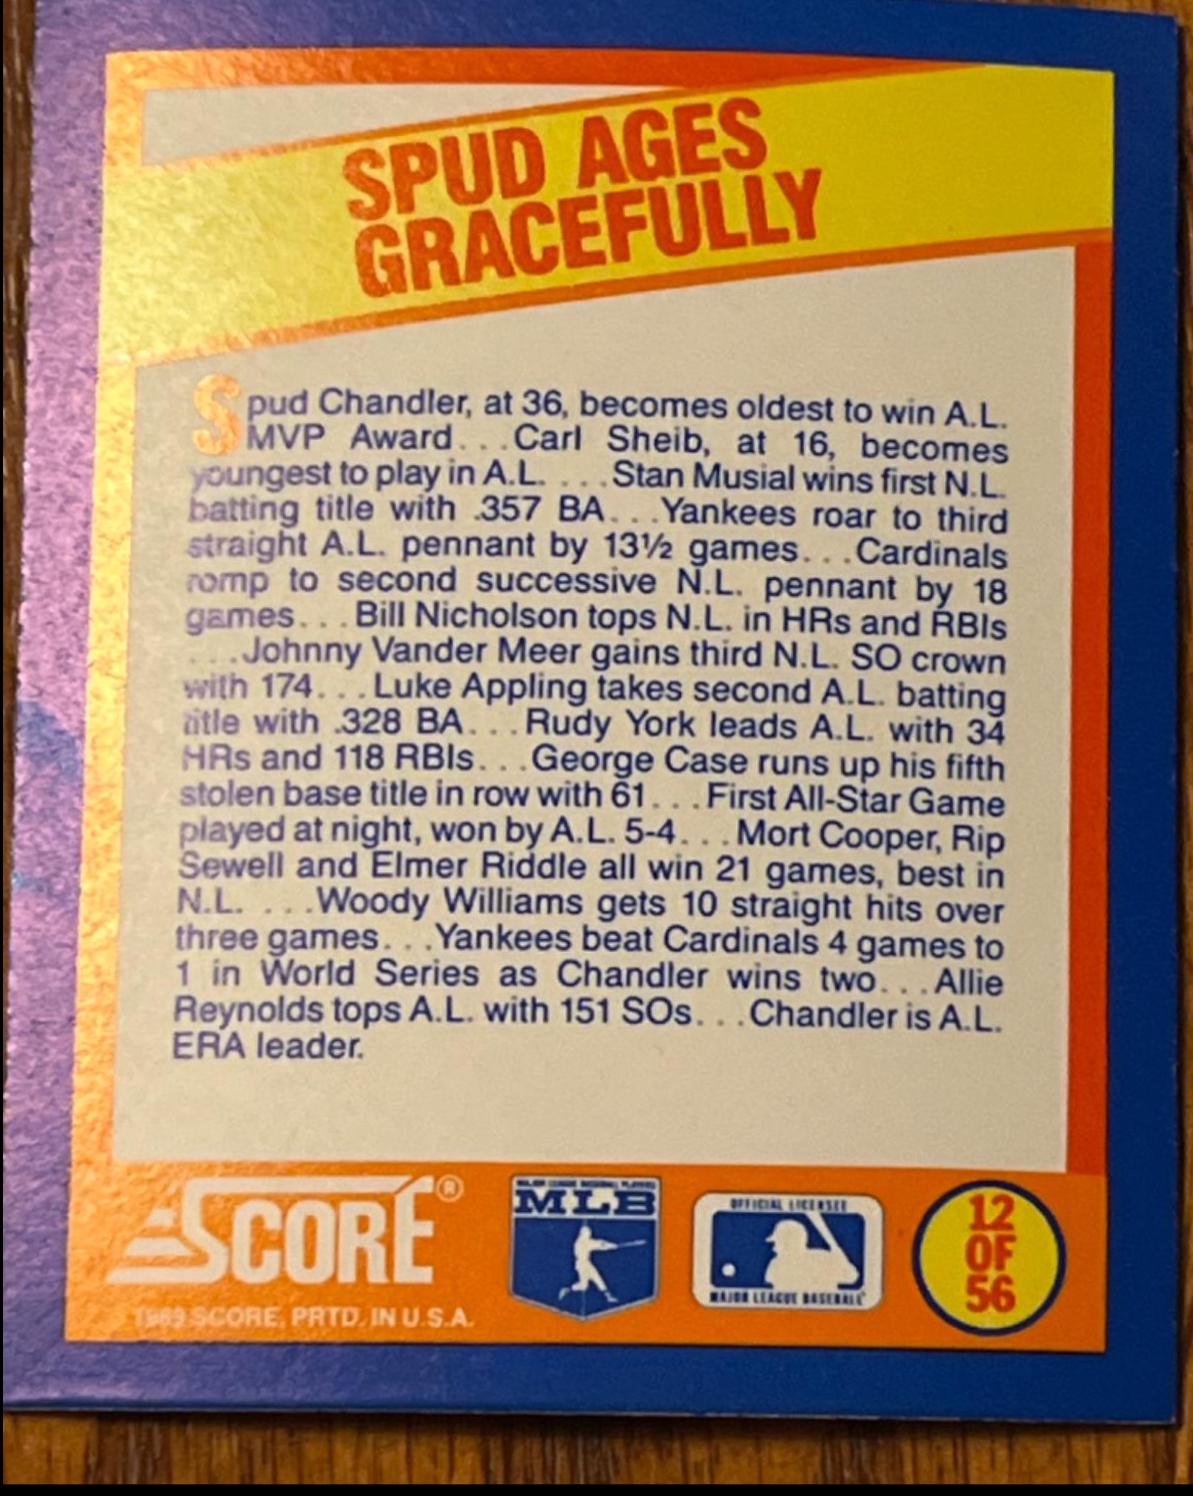 SPUD AGES
GRACEFULLY
Spud Chandler, at 36, becomes oldest to win A.L.
MVP Award. . .Carl Sheib, at 16, becomes
youngest to play in A.L. . . .Stan Musial wins first N.L.
batting title with .357 BA. . .Yankees roar to third
straight A.L. pennant by 13½ games. . .Cardinals
romp to second successive N.L. pennant by 18
games. . .Bill Nicholson tops N.L. in HRs and RBIs
. . .Johnny Vander Meer gains third N.L. SO crown
with 174. . .Luke Appling takes second A.L. batting
title with .328 BA. . .Rudy York leads A.L. with 34
HRs and 118 RBIs. . .George Case runs up his fifth
stolen base title in row with 61. . .First All-Star Game
played at night, won by A.L. 5-4. . .Mort Cooper, Rip
Sewell and Elmer Riddle all win 21 games, best in
N.L. . . .Woody Williams gets 10 straight hits over
three games. . .Yankees beat Cardinals 4 games to
1 in World Series as Chandler wins two. . .Allie
Reynolds tops A.L. with 151 SOs. . .Chandler is A.L.
ERA leader.
SCORE®
1989 SCORE, PRTD. IN U.S.A.
MAJOR LEAGUE BASEBALL PLAYERS
MLB
OFFICIAL LICENSEE
MAJOR LEAGUE BASEBALL
12
OF
56